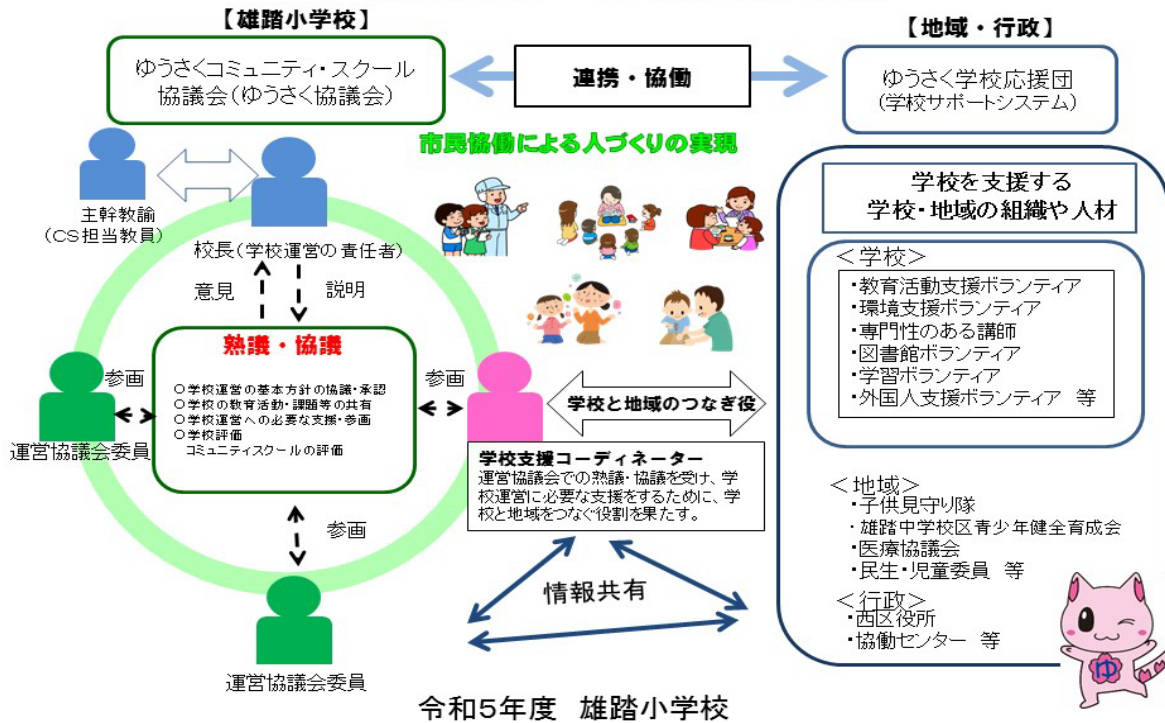 【雄踏小学校】
ゆうさくコミュニティ・スクール
協議会(ゆうさく協議会)
連携・協働
【地域・行政】
ゆうさく学校応援団
(学校サポートシステム)
市民協働による人づくりの実現
主幹教諭
(CS担当教員)
校長(学校運営の責任者)
意見
説明
熟議・協議
○学校運営の基本方針の協議・承認
○学校の教育活動・課題等の共有
○学校運営への必要な支援・参画
○学校評価
コミュニティスクールの評価
参画
運営協議会委員
参画
参画
運営協議会委員
学校と地域のつなぎ役
学校支援コーディネーター
運営協議会での熟議・協議を受け、学
校運営に必要な支援をするために、学
校と地域をつなぐ役割を果たす。
情報共有
学校を支援する
学校・地域の組織や人材
<学校>
・教育活動支援ボランティア
・環境支援ボランティア
・専門性のある講師
・図書館ボランティア
・学習ボランティア
・外国人支援ボランティア 等
<地域>
・子供見守り隊
・雄踏中学校区青少年健全育成会
・医療協議会
・民生・児童委員 等
<行政>
・西区役所
・協働センター 等
ゆ
令和5年度 雄踏小学校